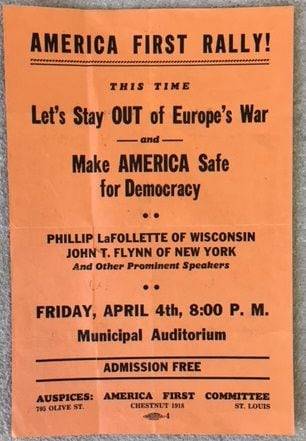 AMERICA FIRST RALLY!
THIS TIME
Let's Stay OUT of Europe's War
— and —
Make AMERICA Safe
for Democracy
PHILLIP LaFOLLETTE OF WISCONSIN
JOHN T. FLYNN OF NEW YORK
And Other Prominent Speakers
FRIDAY, APRIL 4th, 8:00 P. M.
Municipal Auditorium
ADMISSION FREE
AUSPICES: AMERICA FIRST COMMITTEE
795 OLIVE ST. CHESTNUT 1918 ST. LOUIS